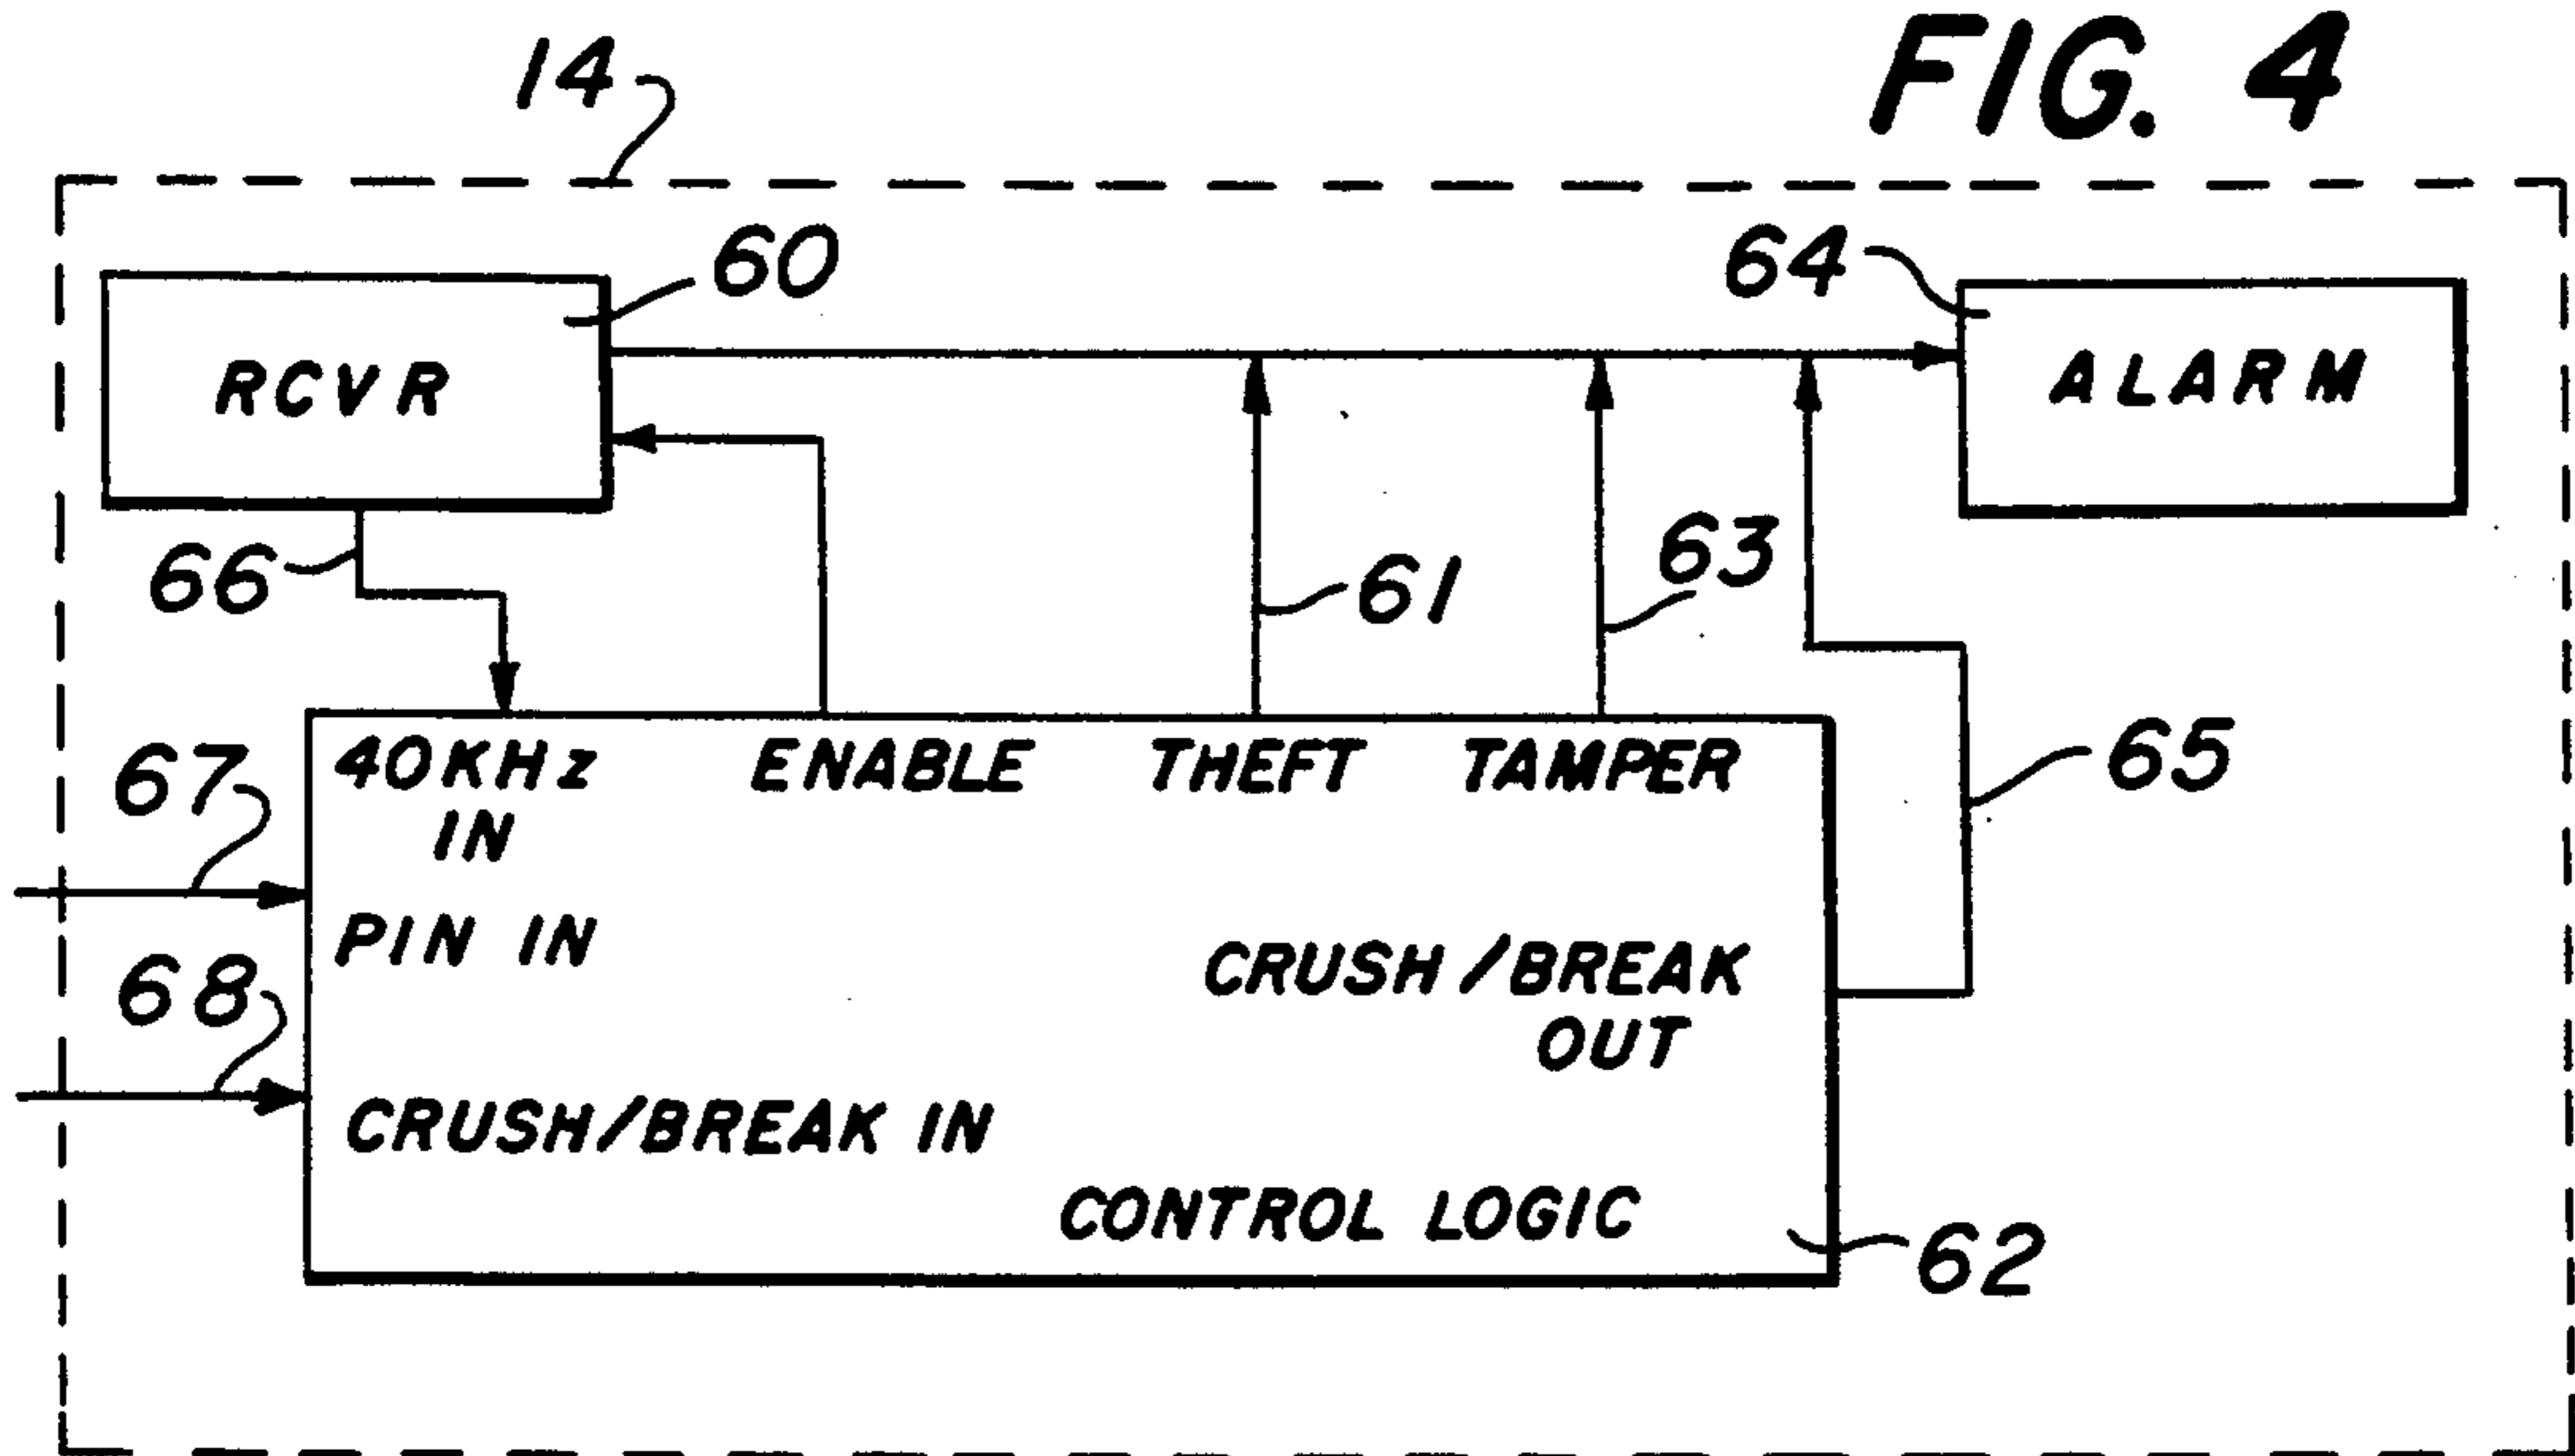 FIG. 4
14
60
64
RCVR
ALARM
66
61
63
65
67
68
40KHz
IN
ENABLE
THEFT
TAMPER
PIN IN
CRUSH/BREAK
OUT
CRUSH/BREAK IN
CONTROL LOGIC
62